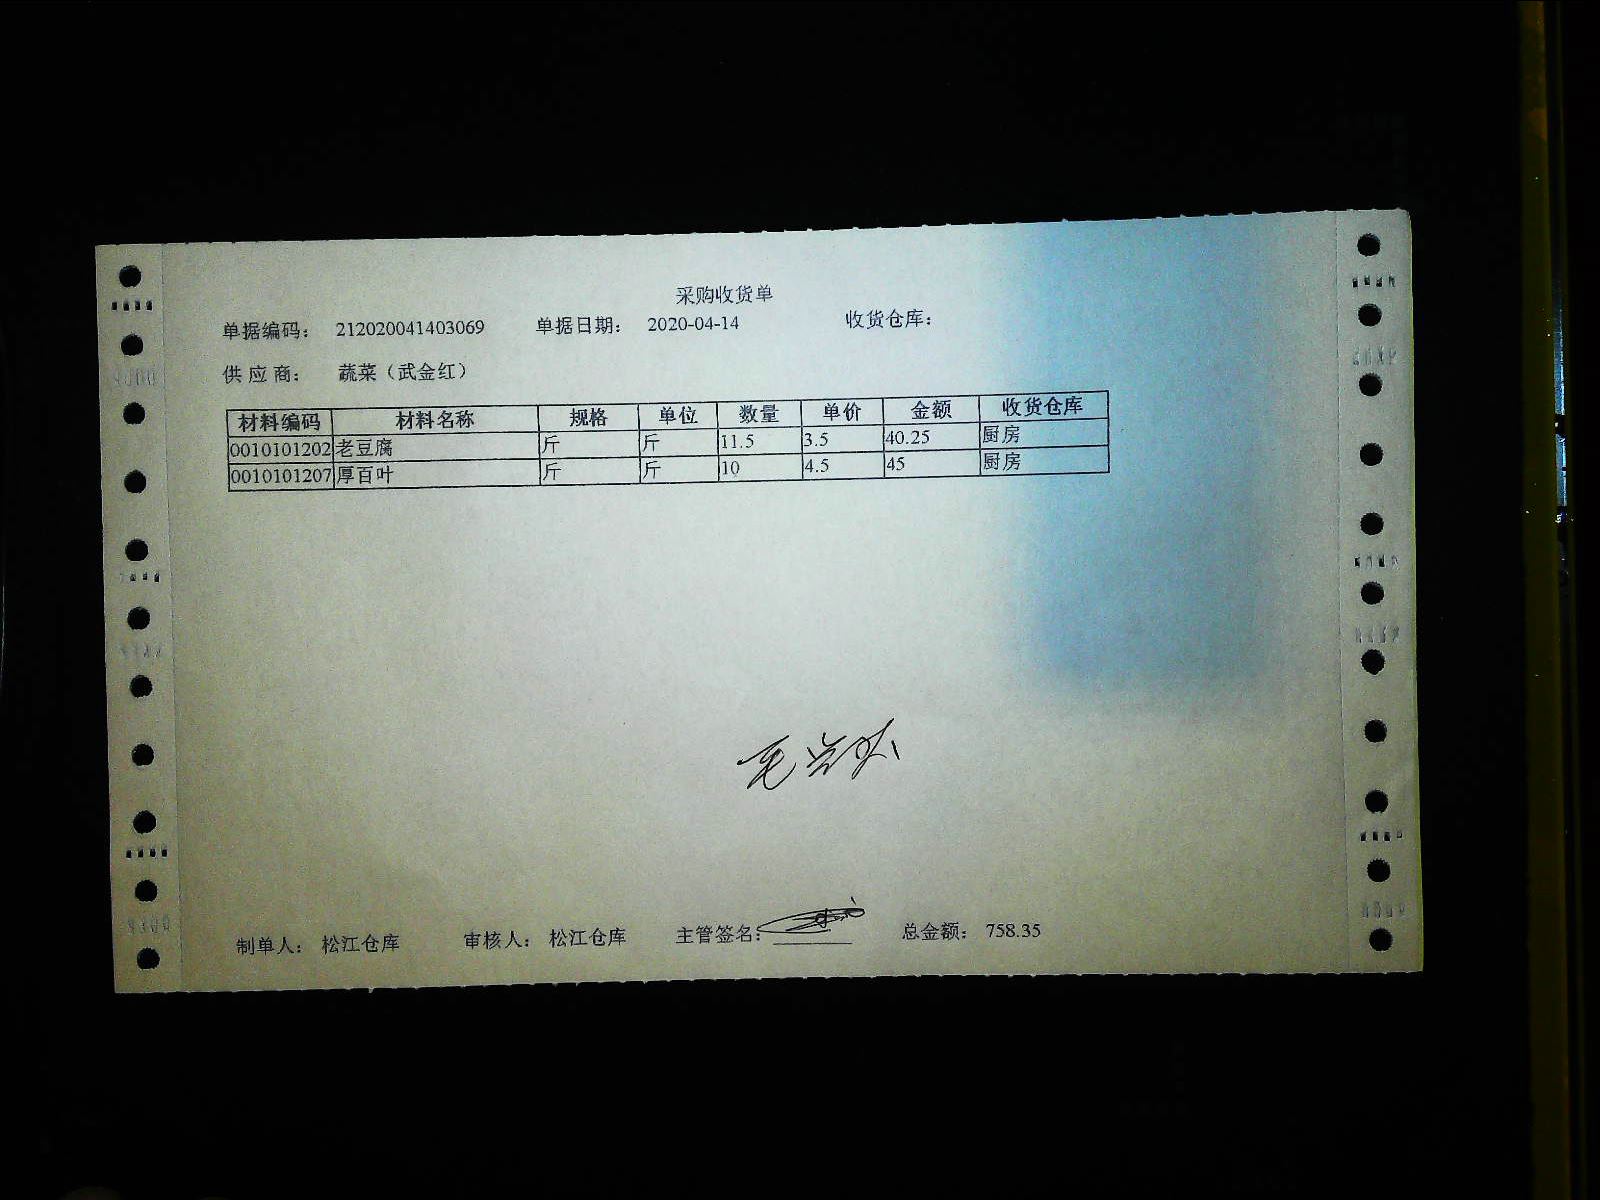 采购收货单
单据编码： 212020041403069 单据日期： 2020-04-14 收货仓库：
供 应 商： 蔬菜（武金红）
材料编码 材料名称 规格 单位 数量 单价 金额 收货仓库
0010101202 老豆腐 斤 斤 11.5 3.5 40.25 厨房
0010101207 厚百叶 斤 斤 10 4.5 45 厨房
制单人： 松江仓库 审核人： 松江仓库 主管签名： 总金额： 758.35